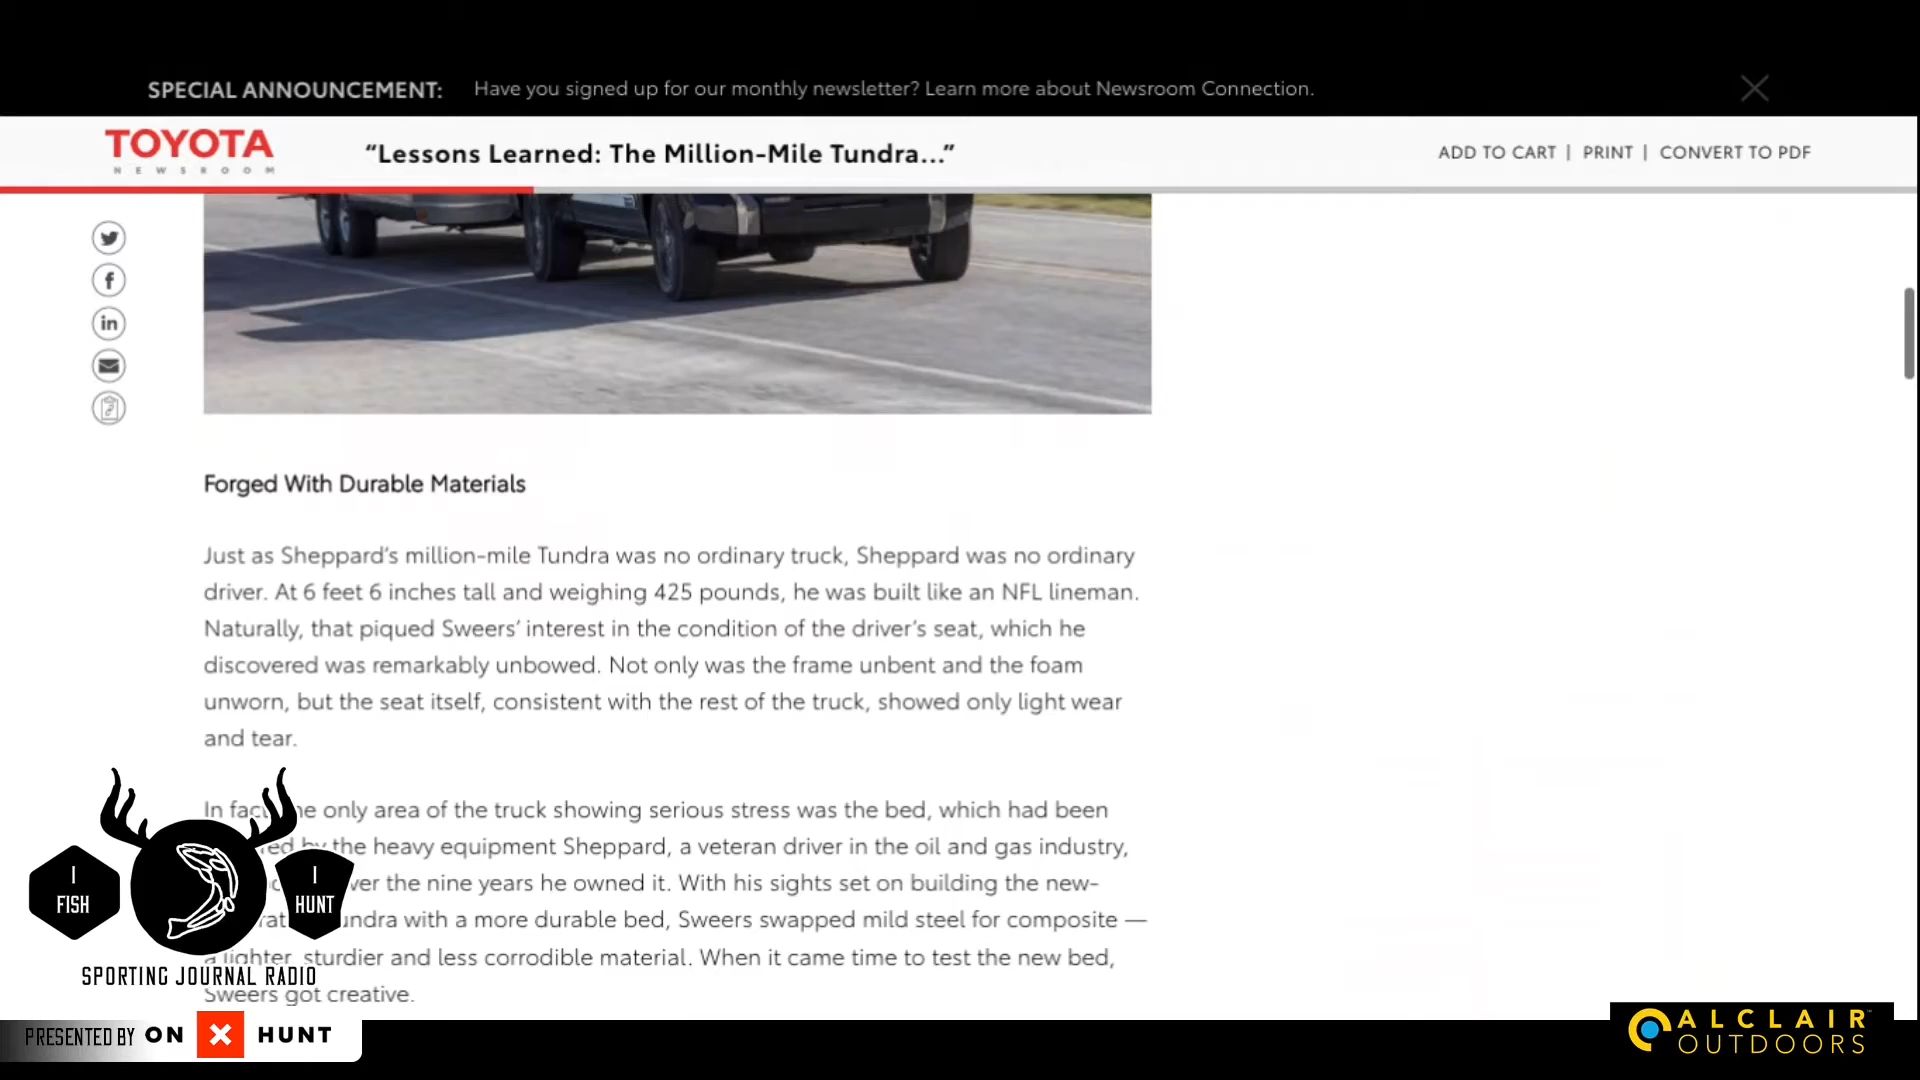 SPECIAL ANNOUNCEMENT: Have you signed up for our monthly newsletter? Learn more about Newsroom Connection.
TOYOTA
NEWSROOM
“Lessons Learned: The Million-Mile Tundra...”
ADD TO CART | PRINT | CONVERT TO PDF
Forged With Durable Materials
Just as Sheppard’s million-mile Tundra was no ordinary truck, Sheppard was no ordinary
driver. At 6 feet 6 inches tall and weighing 425 pounds, he was built like an NFL lineman.
Naturally, that piqued Sweers’ interest in the condition of the driver’s seat, which he
discovered was remarkably unbowed. Not only was the frame unbent and the foam
unworn, but the seat itself, consistent with the rest of the truck, showed only light wear
and tear.
In fac he only area of the truck showing serious stress was the bed, which had been
red by the heavy equipment Sheppard, a veteran driver in the oil and gas industry,
ver the nine years he owned it. With his sights set on building the new-
rat undra with a more durable bed, Sweers swapped mild steel for composite —
a lighter, sturdier and less corrodible material. When it came time to test the new bed,
Sweers got creative.
I FISH
I HUNT
SPORTING JOURNAL RADIO
PRESENTED BY ON X HUNT
ALCLAIR
OUTDOORS